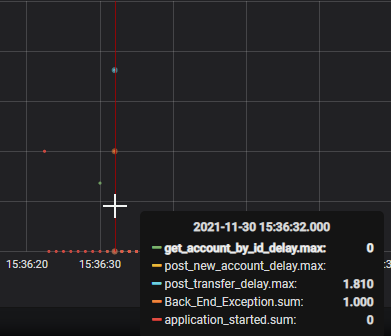 15:36:20
15:36:30
2021-11-30 15:36:32.000
get_account_by_id_delay.max: 0
post_new_account_delay.max:
post_transfer_delay.max: 1.810
Back_End_Exception.sum: 1.000
application_started.sum: 0